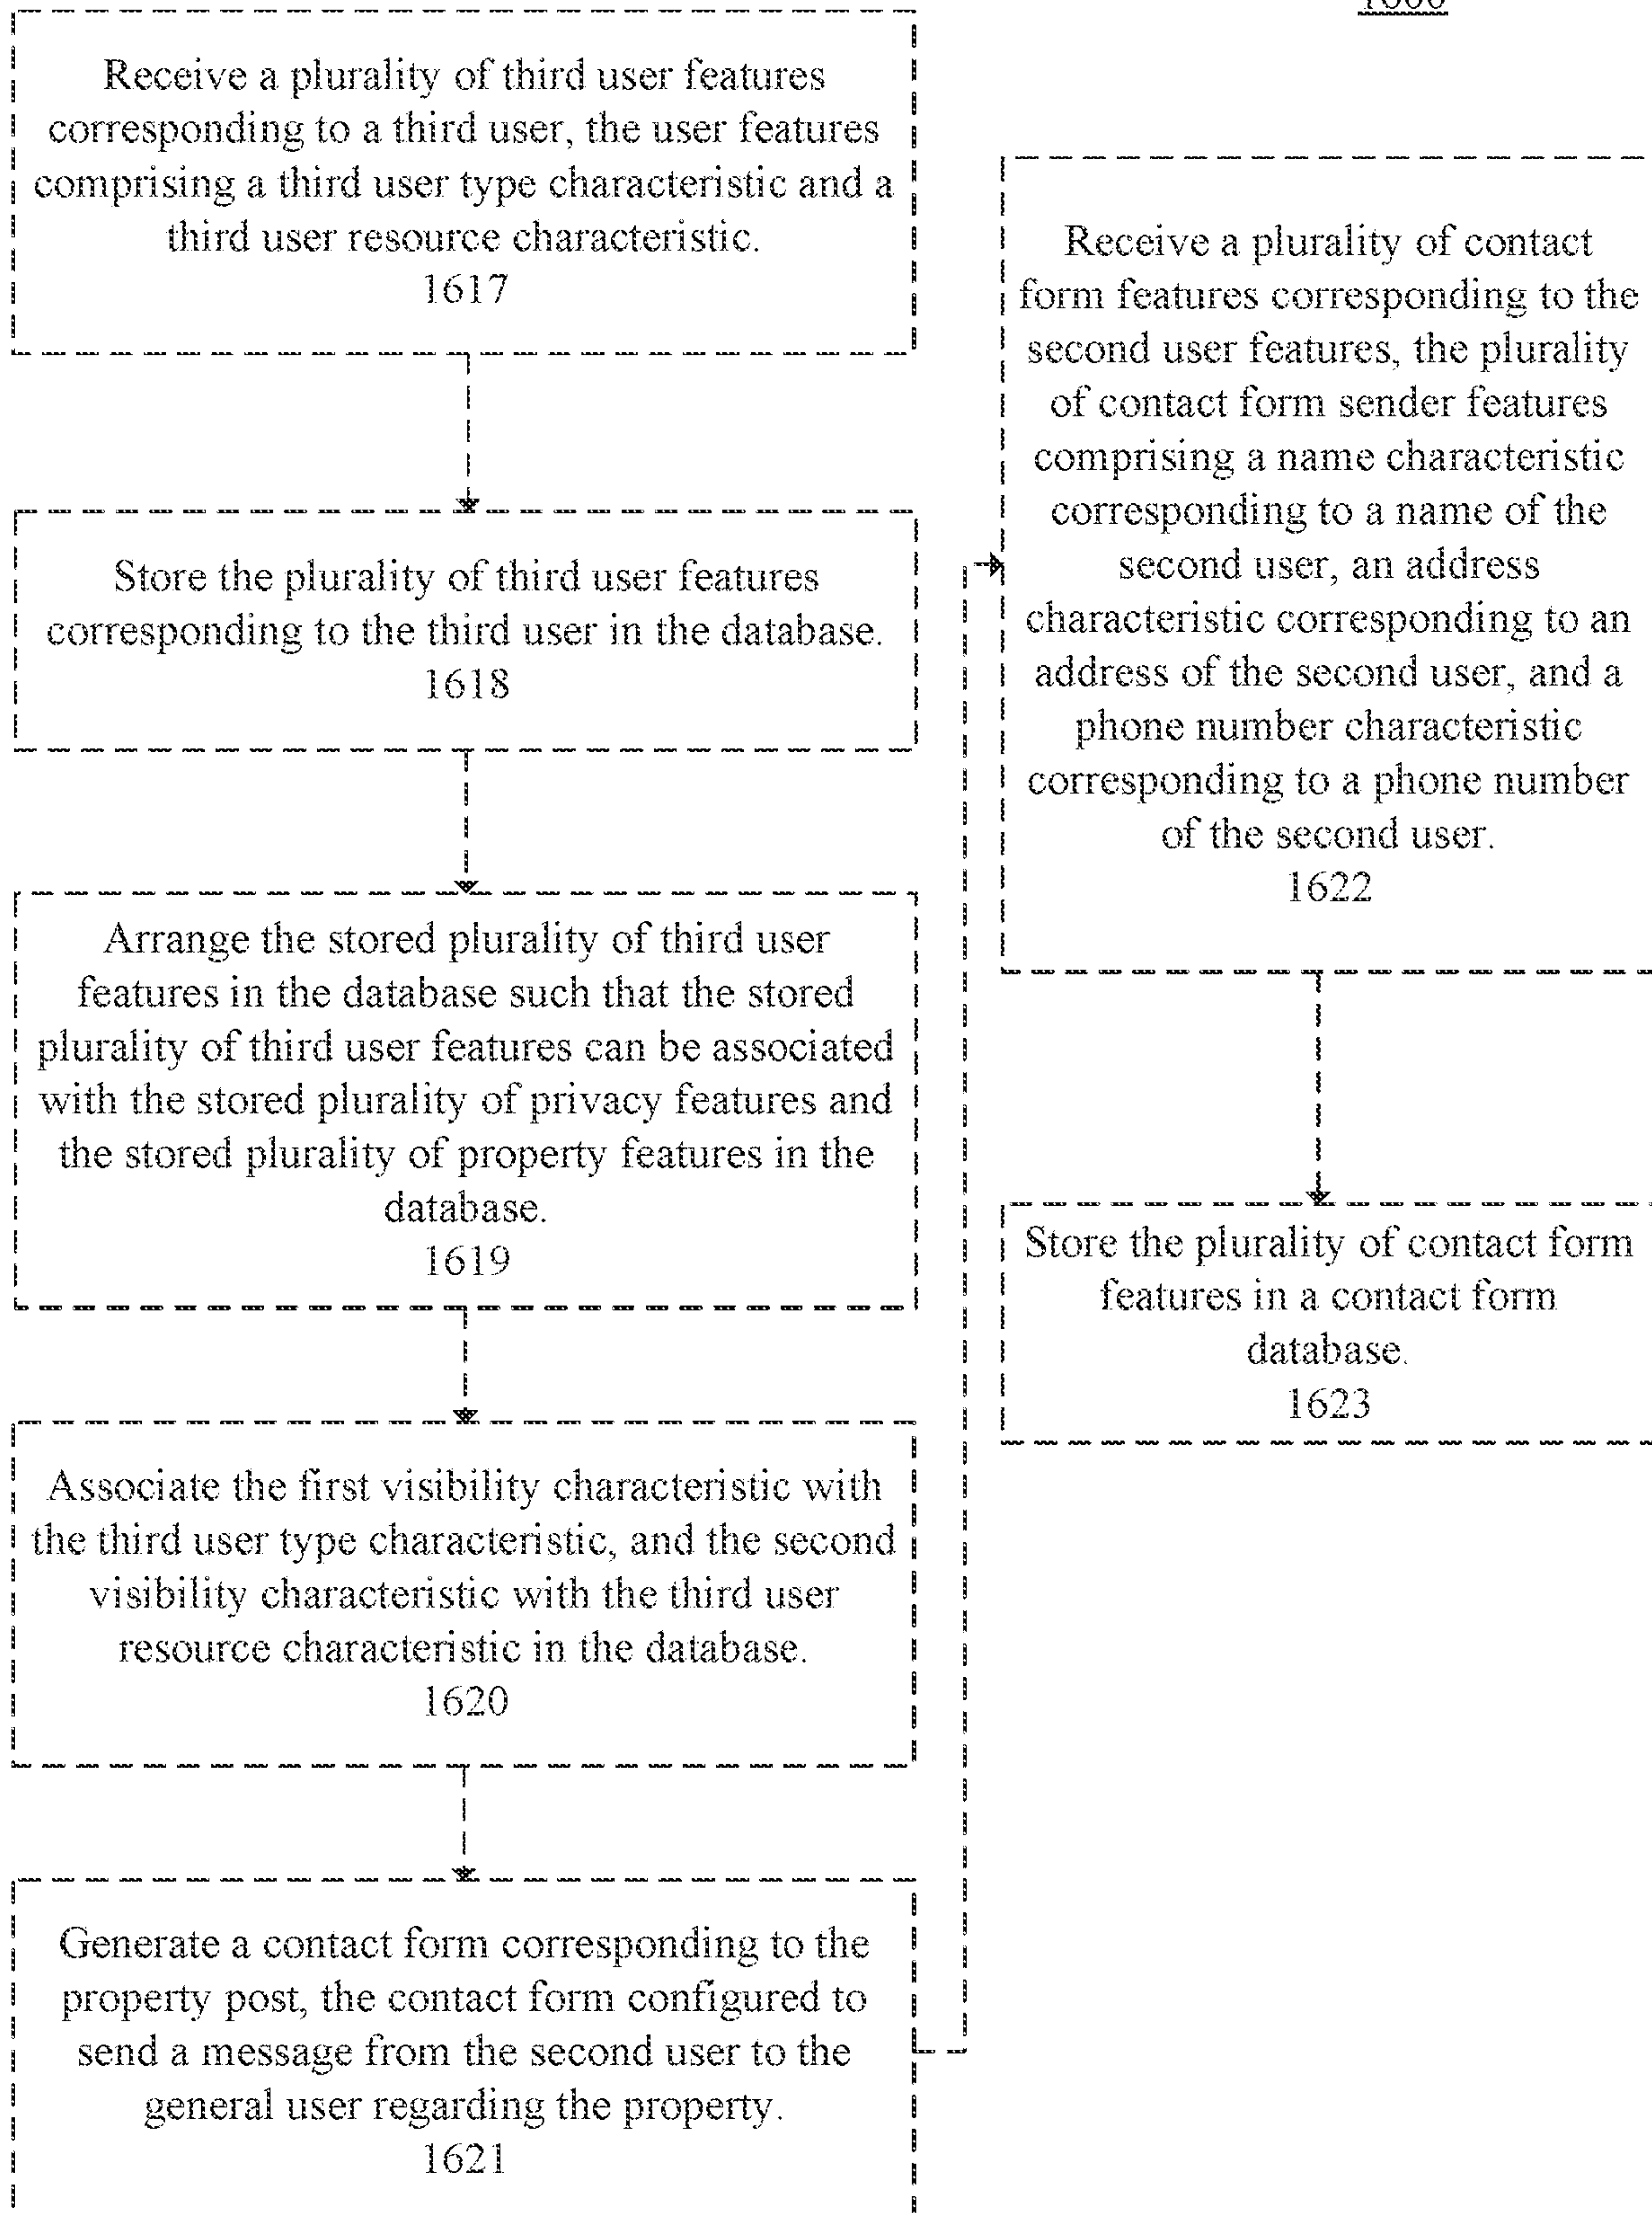 Receive a plurality of third user features
corresponding to a third user, the user features
comprising a third user type characteristic and a
third user resource characteristic.
1617
Store the plurality of third user features
corresponding to the third user in the database.
1618
Arrange the stored plurality of third user
features in the database such that the stored
plurality of third user features can be associated
with the stored plurality of privacy features and
the stored plurality of property features in the
database.
1619
Associate the first visibility characteristic with
the third user type characteristic, and the second
visibility characteristic with the third user
resource characteristic in the database.
1620
Generate a contact form corresponding to the
property post, the contact form configured to
send a message from the second user to the
general user regarding the property.
1621
Receive a plurality of contact
form features corresponding to the
second user features, the plurality
of contact form sender features
comprising a name characteristic
corresponding to a name of the
second user, an address
characteristic corresponding to an
address of the second user, and a
phone number characteristic
corresponding to a phone number
of the second user.
1622
Store the plurality of contact form
features in a contact form
database.
1623